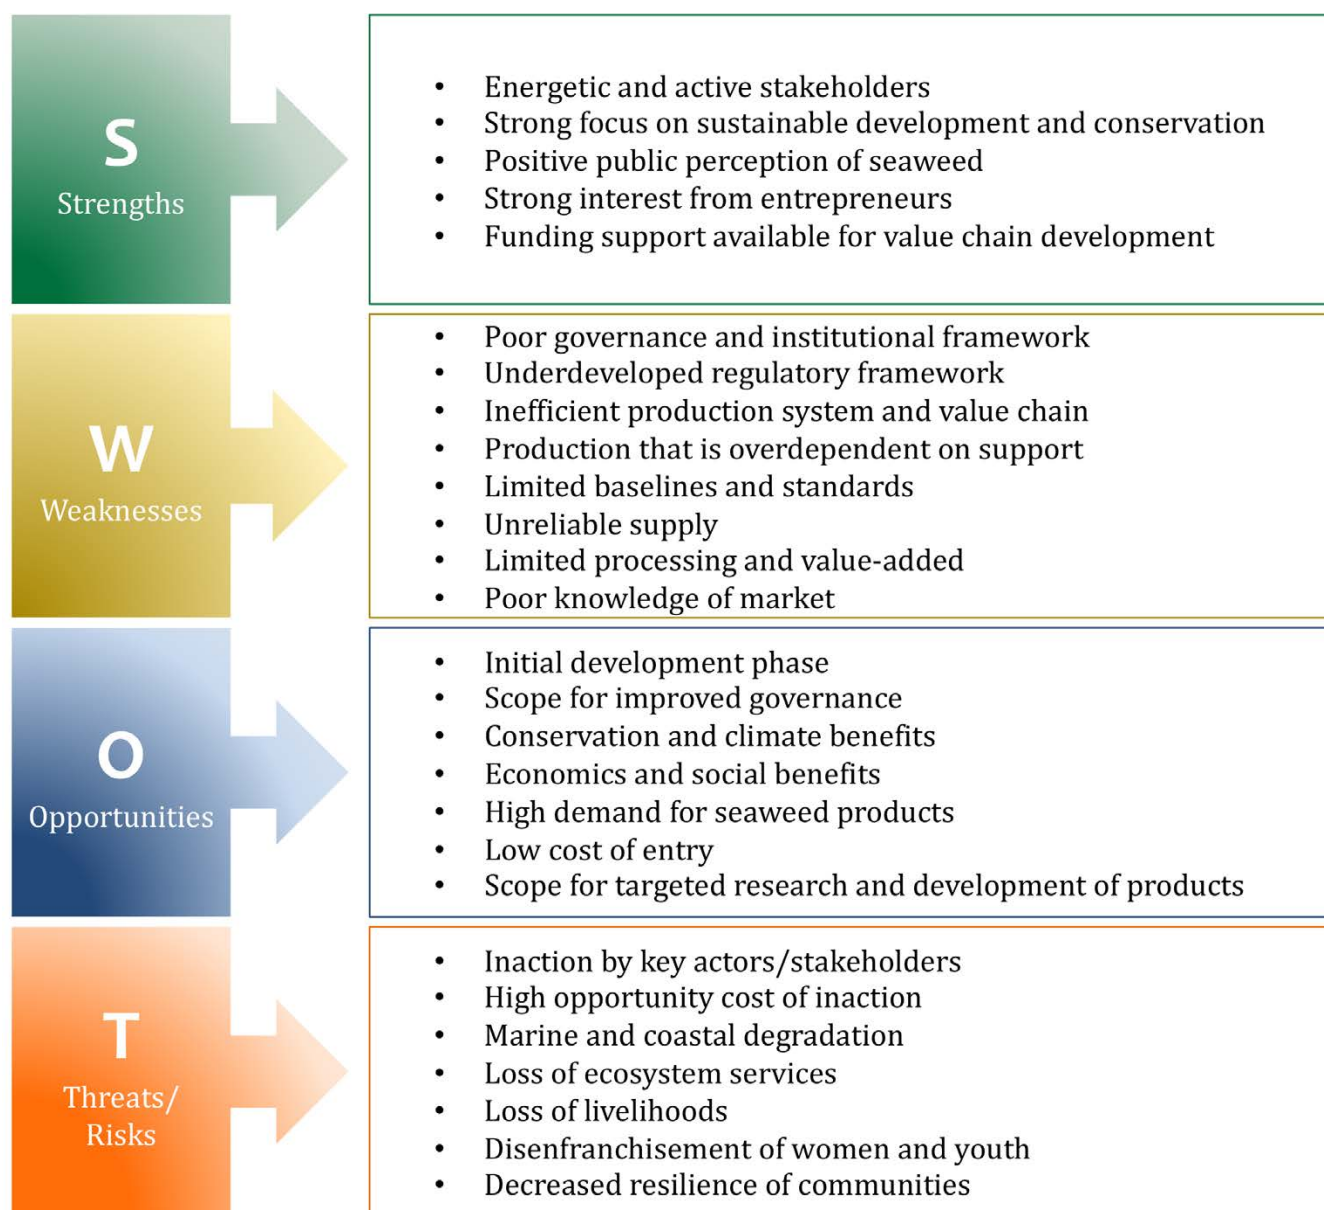 S
Strengths
• Energetic and active stakeholders
• Strong focus on sustainable development and conservation
• Positive public perception of seaweed
• Strong interest from entrepreneurs
• Funding support available for value chain development
W
Weaknesses
• Poor governance and institutional framework
• Underdeveloped regulatory framework
• Inefficient production system and value chain
• Production that is overdependent on support
• Limited baselines and standards
• Unreliable supply
• Limited processing and value-added
• Poor knowledge of market
O
Opportunities
• Initial development phase
• Scope for improved governance
• Conservation and climate benefits
• Economics and social benefits
• High demand for seaweed products
• Low cost of entry
• Scope for targeted research and development of products
T
Threats/
Risks
• Inaction by key actors/stakeholders
• High opportunity cost of inaction
• Marine and coastal degradation
• Loss of ecosystem services
• Loss of livelihoods
• Disenfranchisement of women and youth
• Decreased resilience of communities